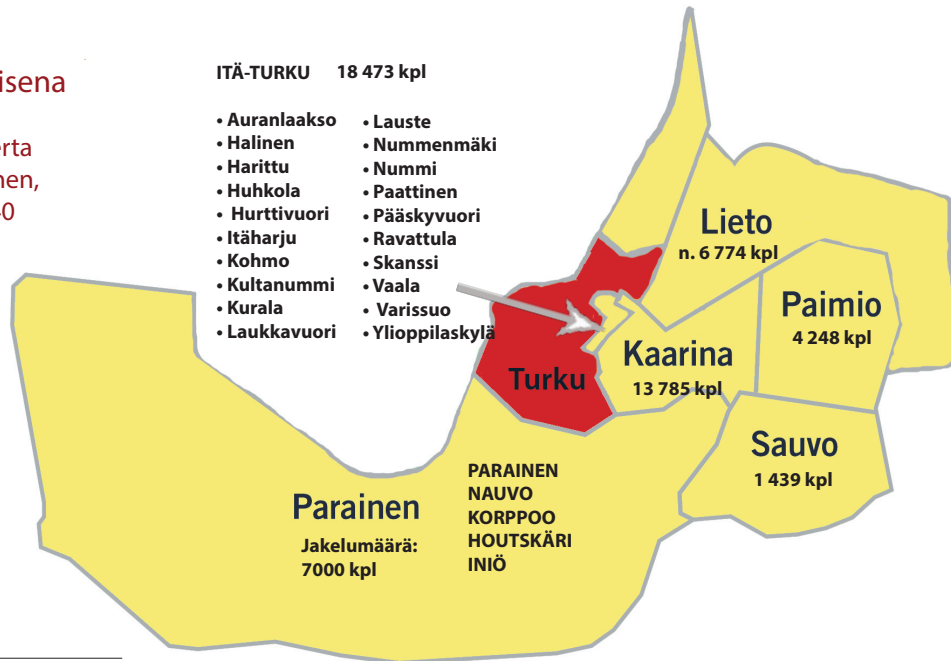 isena
erta
nen,
40
ITÄ-TURKU 18 473 kpl
• Auranlaakso
• Halinen
• Harittu
• Huhkola
• Hurttivuori
• Itäharju
• Kohmo
• Kultanummi
• Kurala
• Laukkavuori
• Lauste
• Nummenmäki
• Nummi
• Paattinen
• Pääskyvuori
• Ravattula
• Skanssi
• Vaala
• Varissuo
• Ylioppilaskylä
Lieto
n. 6 774 kpl
Paimio
4 248 kpl
Kaarina
13 785 kpl
Turku
Sauvo
1 439 kpl
Parainen
Jakelumäärä:
7000 kpl
PARAINEN
NAUVO
KORPPOO
HOUTSKÄRI
INIÖ